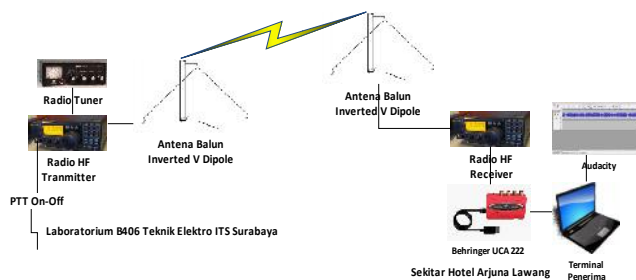 Radio Tuner
Radio HF
Tranmitter
PTT On-Off
Laboratorium B406 Teknik Elektro ITS Surabaya
Antena Balun
Inverted V Dipole
Antena Balun
Inverted V Dipole
Radio HF
Receiver
Audacity
Behringer UCA 222
Terminal
Penerima
Sekitar Hotel Arjuna Lawang